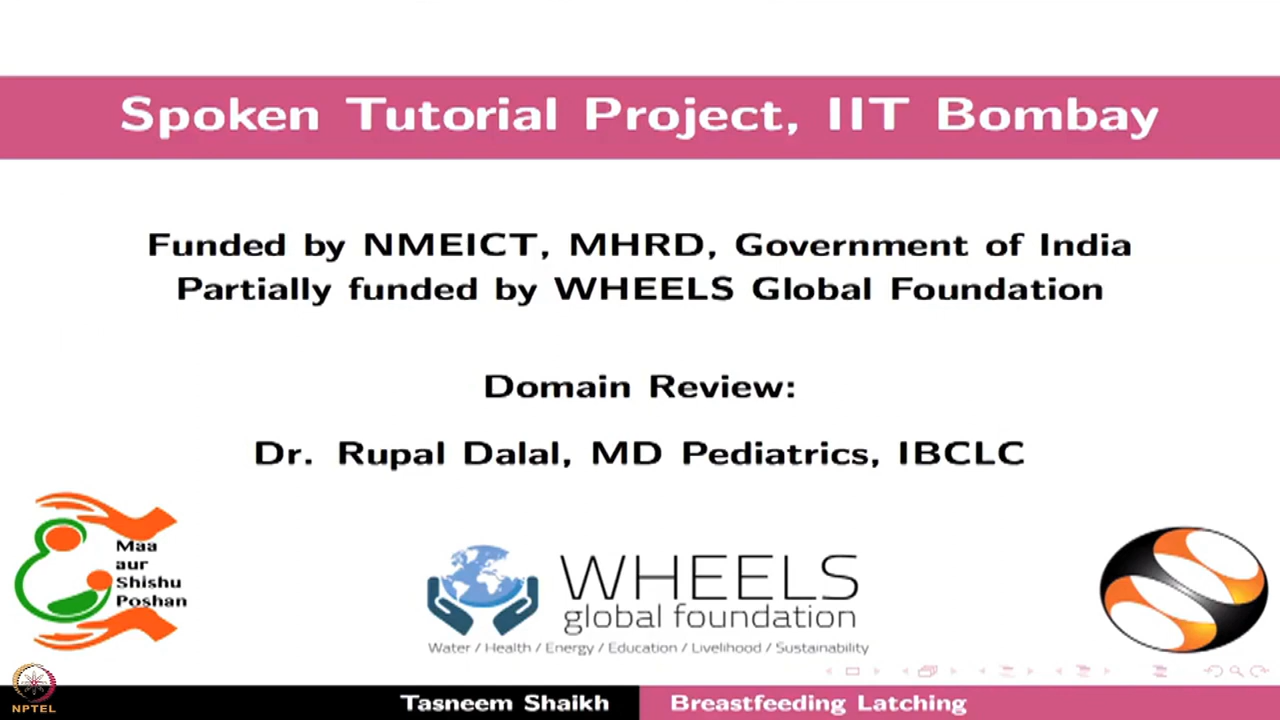 Spoken Tutorial Project, IIT Bombay
Funded by NMEICT, MHRD, Government of India
Partially funded by WHEELS Global Foundation
Domain Review:
Dr. Rupal Dalal, MD Pediatrics, IBCLC
Maa
aur
Shishu
Poshan
WHEELS
global foundation
Water / Health / Energy / Education / Livelihood / Sustainability
NPTEL
Tasneem Shaikh
Breastfeeding Latching